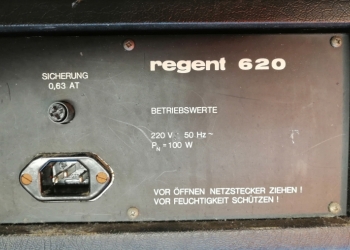 regent 620
SICHERUNG
0,63 AT
BETRIEBSWERTE
220 V : 50 Hz ~
PN = 100 W
VOR ÖFFNEN NETZSTECKER ZIEHEN !
VOR FEUCHTIGKEIT SCHÜTZEN !